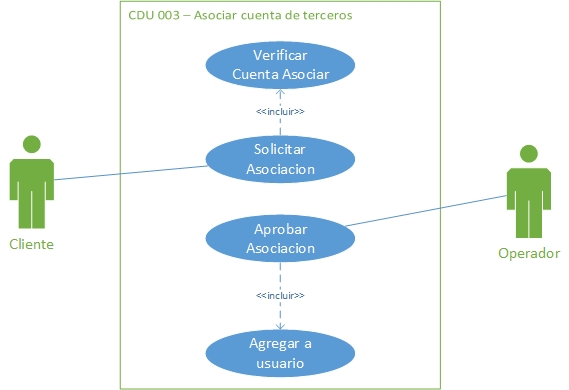 CDU 003 – Asociar cuenta de terceros
Verificar
Cuenta Asociar
<<incluir>>
Solicitar
Asociacion
Cliente
Aprobar
Asociacion
Operador
<<incluir>>
Agregar a
usuario